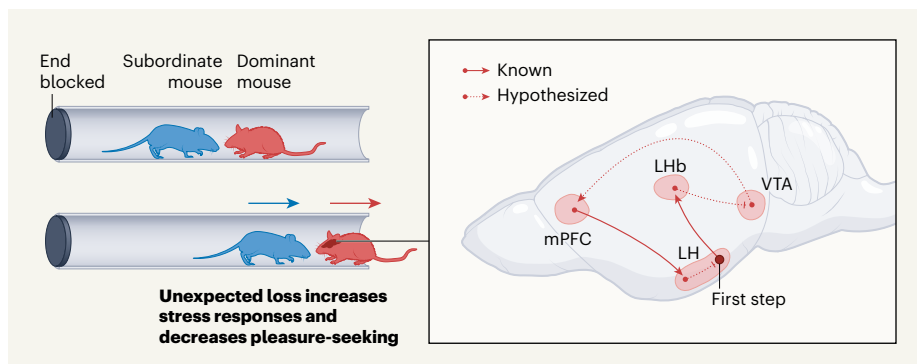 End
blocked
Subordinate
mouse
Dominant
mouse
Unexpected loss increases
stress responses and
decreases pleasure-seeking
Known
Hypothesized
LHb
VTA
mPFC
LH
First step